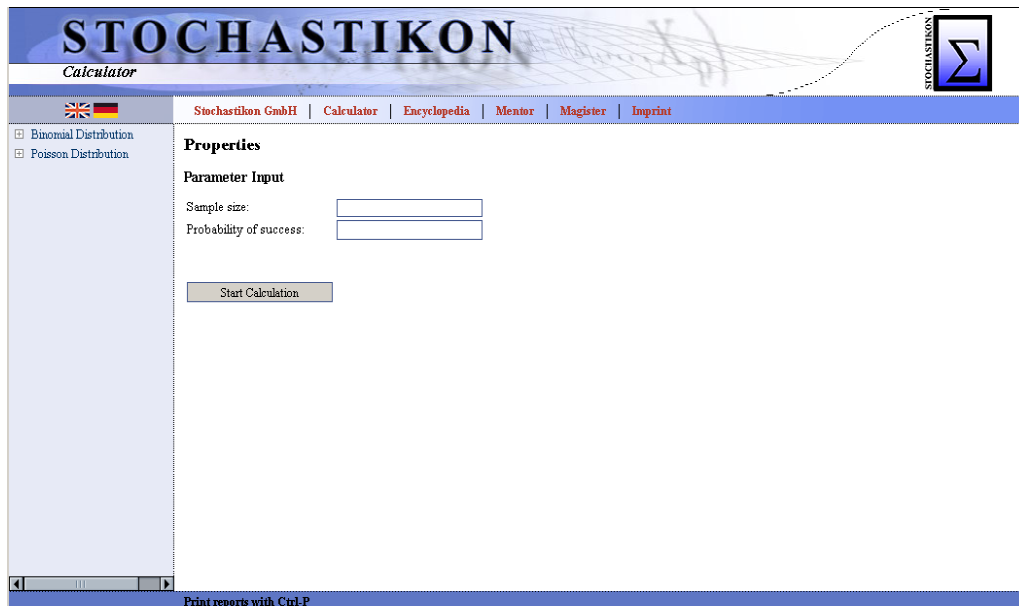 STOCHASTIKON
Calculator
STOCHASTIKON
Σ
Stochastikon GmbH | Calculator | Encyclopedia | Mentor | Magister | Imprint
Binomial Distribution
Poisson Distribution
Properties
Parameter Input
Sample size:
Probability of success:
Start Calculation
Print reports with Ctrl-P